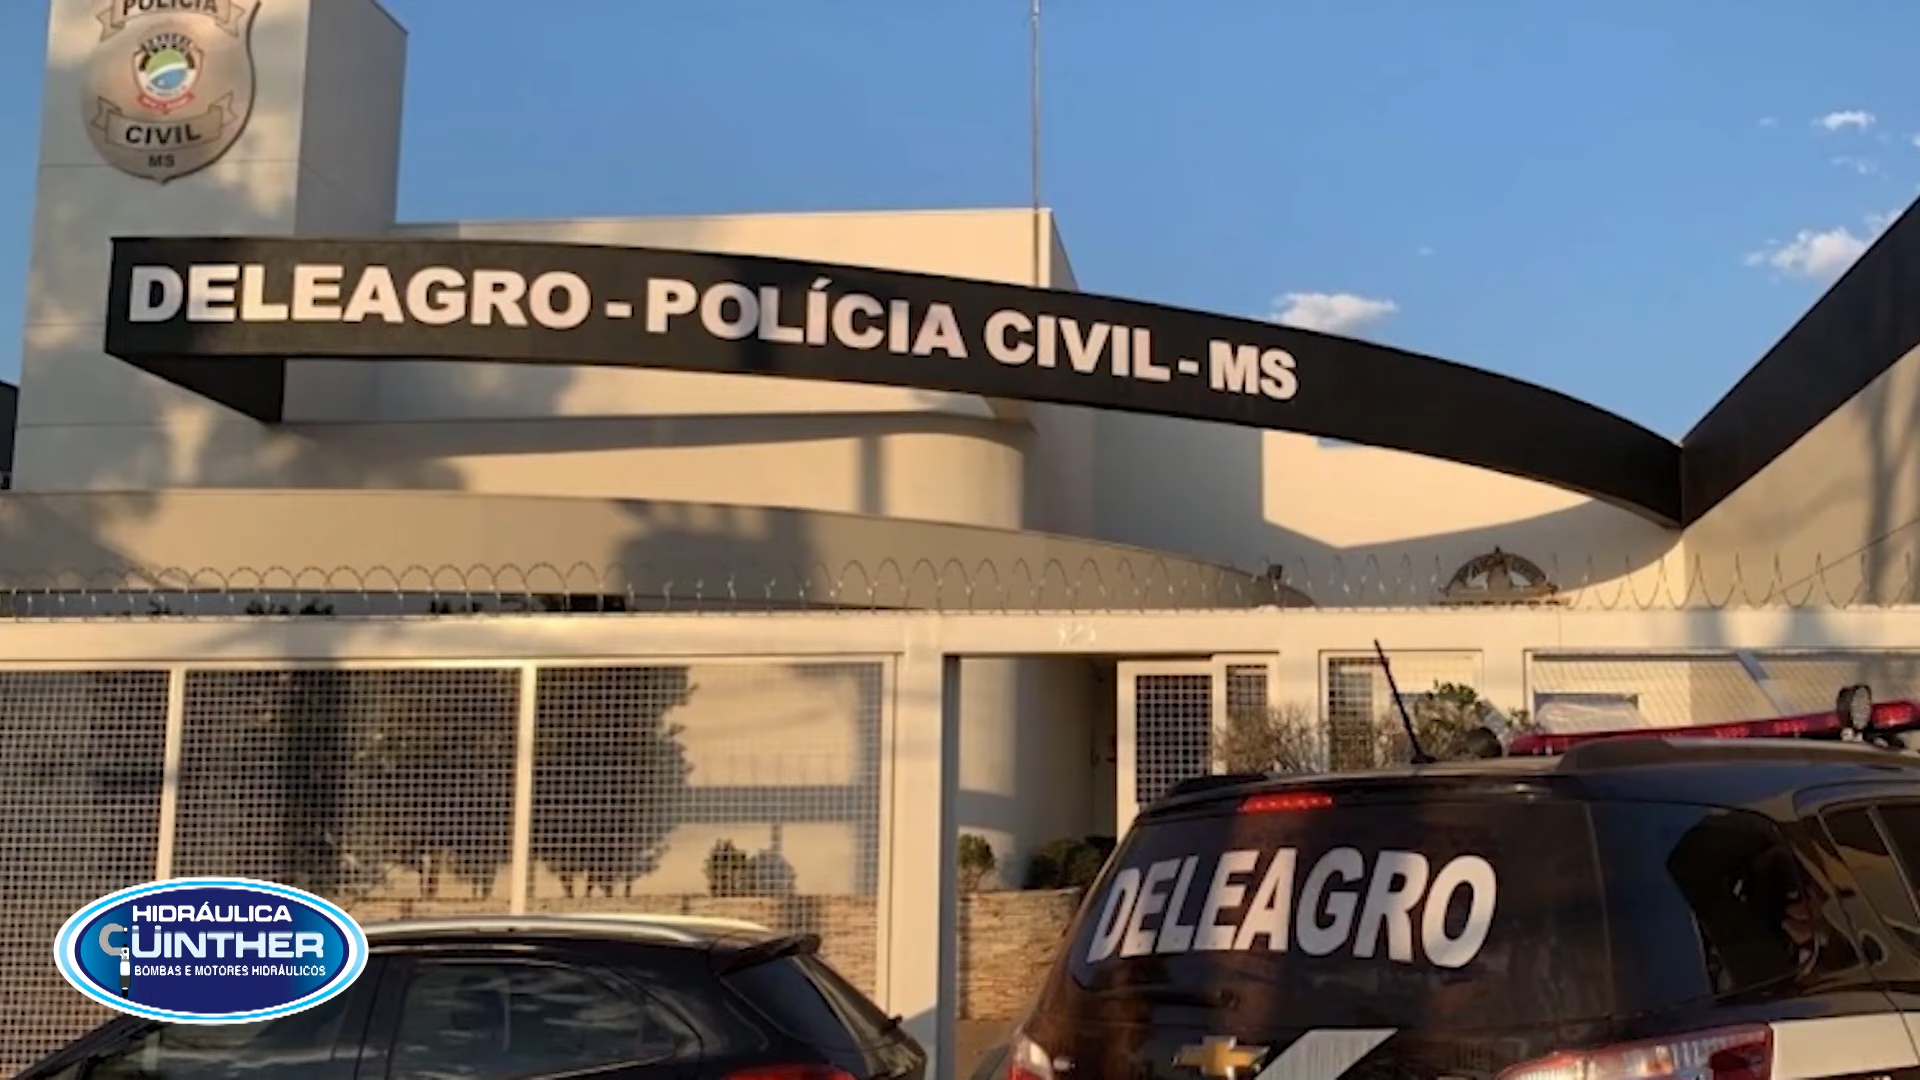 POLÍCIA
CIVIL
MS
DELEAGRO - POLÍCIA CIVIL - MS
DELEAGRO
HIDRÁULICA
GÜINTHER
BOMBAS E MOTORES HIDRÁULICOS